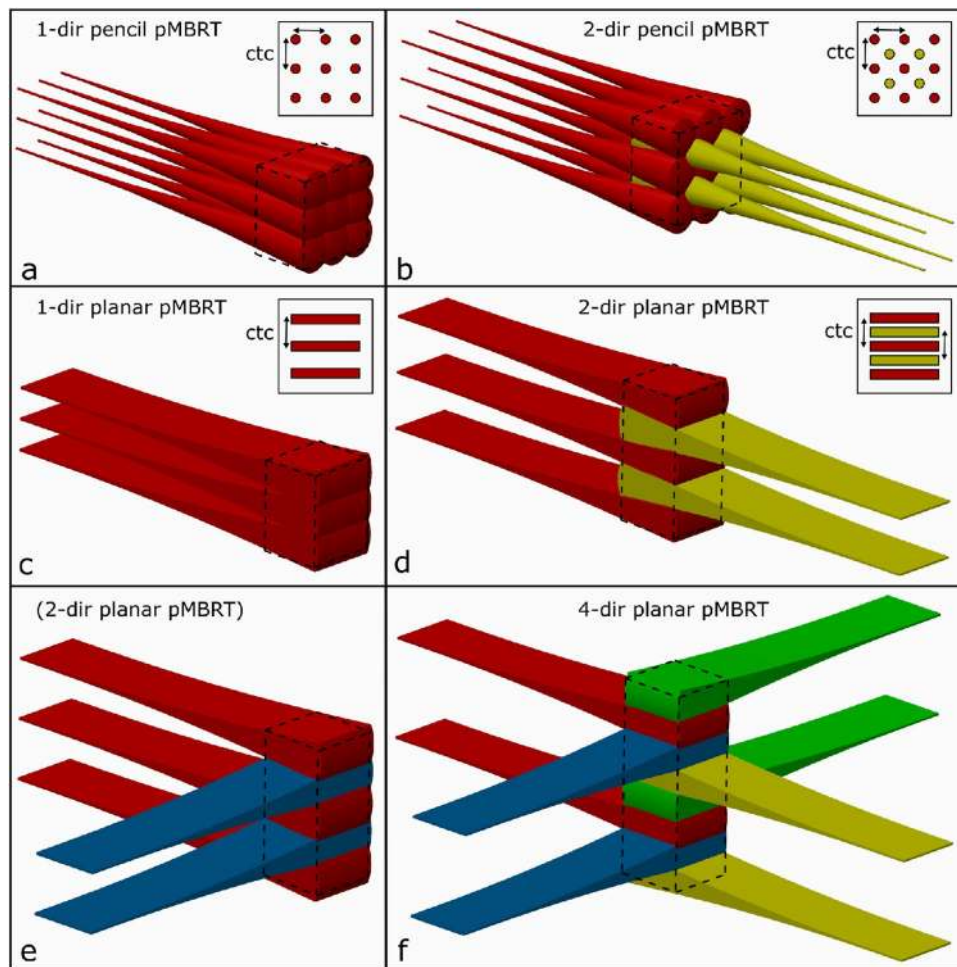 1-dir pencil pMBRT
ctc
a
2-dir pencil pMBRT
ctc
b
1-dir planar pMBRT
ctc
c
2-dir planar pMBRT
ctc
d
(2-dir planar pMBRT)
e
4-dir planar pMBRT
f